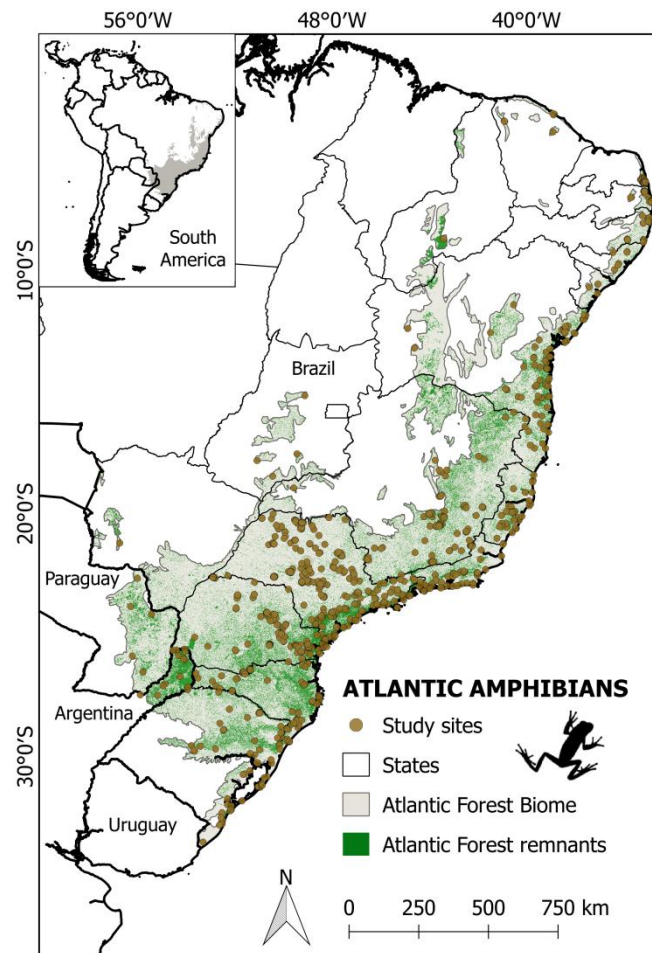 56°0'W 48°0'W 40°0'W
South
America
10°0'S
Brazil
20°0'S
Paraguay
ATLANTIC AMPHIBIANS
Argentina
Study sites
30°0'S
States
Uruguay
Atlantic Forest Biome
Atlantic Forest remnants
N
0 250 500 750 km